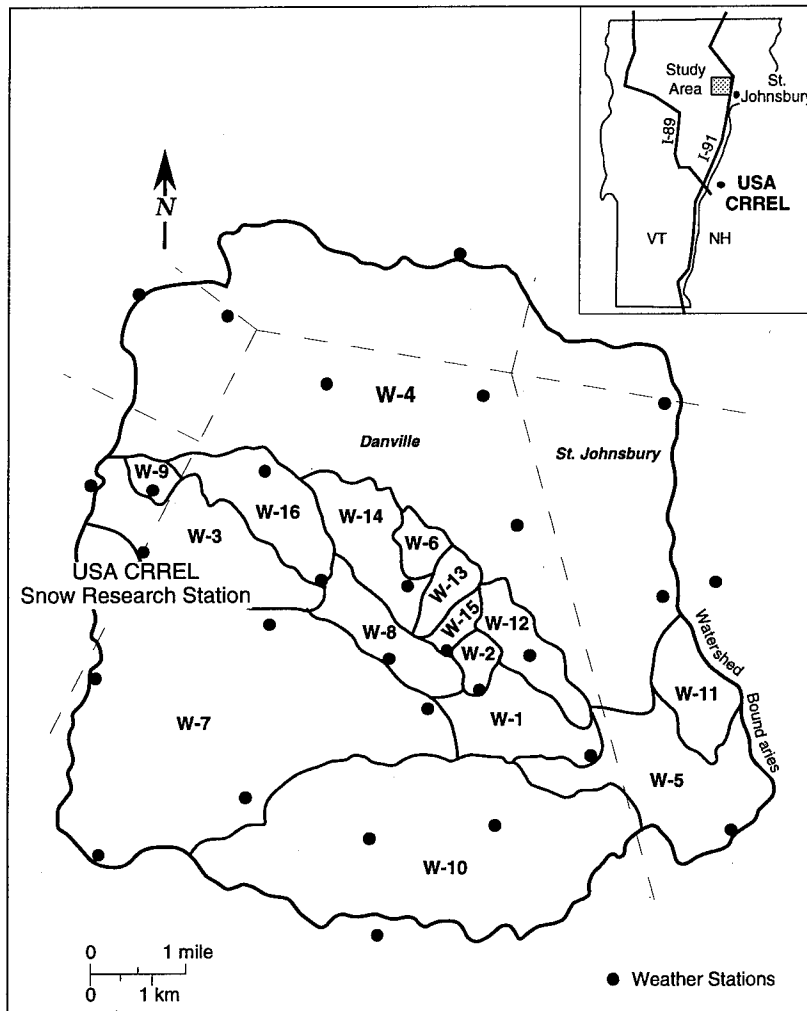 Study
Area
St.
Johnsbury
I-89
I-91
USA
CRREL
VT
NH
N
W-4
Danville
St. Johnsbury
W-9
W-16
W-14
W-3
W-6
W-13
USA CRREL
Snow Research Station
W-15
W-12
W-8
W-2
Watershed
Bound aries
W-11
W-7
W-1
W-5
W-10
0 1 mile
0 1 km
Weather Stations